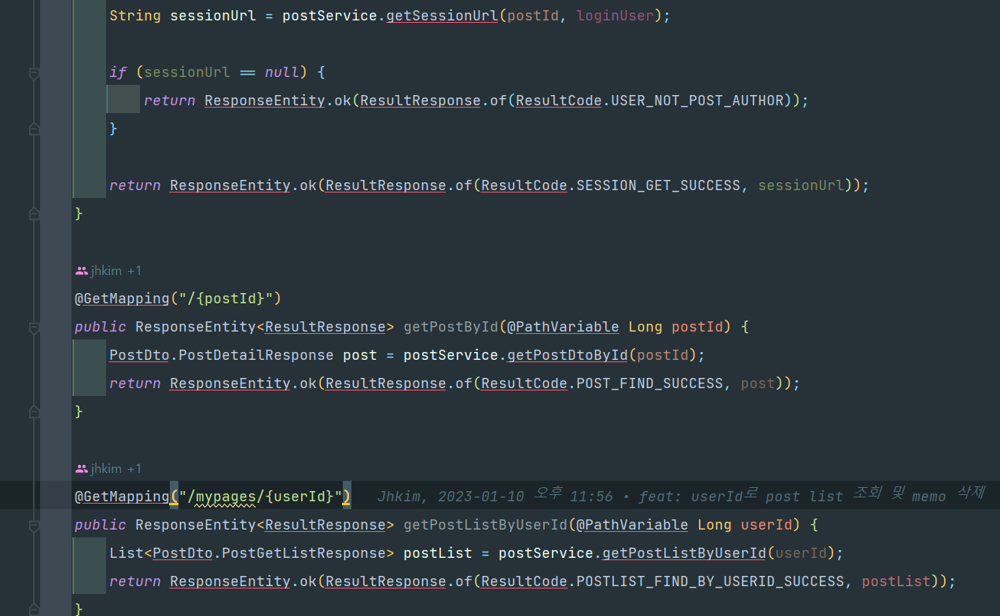 String sessionUrl = postService.getSessionUrl(postId, loginUser);
if (sessionUrl == null) {
return ResponseEntity.ok(ResultResponse.of(ResultCode.USER_NOT_POST_AUTHOR));
}
return ResponseEntity.ok(ResultResponse.of(ResultCode.SESSION_GET_SUCCESS, sessionUrl));
}
jhkim +1
@GetMapping("/{postId}")
public ResponseEntity<ResultResponse> getPostById(@PathVariable Long postId) {
PostDto.PostDetailResponse post = postService.getPostDtoById(postId);
return ResponseEntity.ok(ResultResponse.of(ResultCode.POST_FIND_SUCCESS, post));
}
jhkim +1
@GetMapping("/mypages/{userId}") Jhkim, 2023-01-10 오후 11:56 • feat: userId로 post list 조회 및 memo 삭제
public ResponseEntity<ResultResponse> getPostListByUserId(@PathVariable Long userId) {
List<PostDto.PostGetListResponse> postList = postService.getPostListByUserId(userId);
return ResponseEntity.ok(ResultResponse.of(ResultCode.POSTLIST_FIND_BY_USERID_SUCCESS, postList));
}